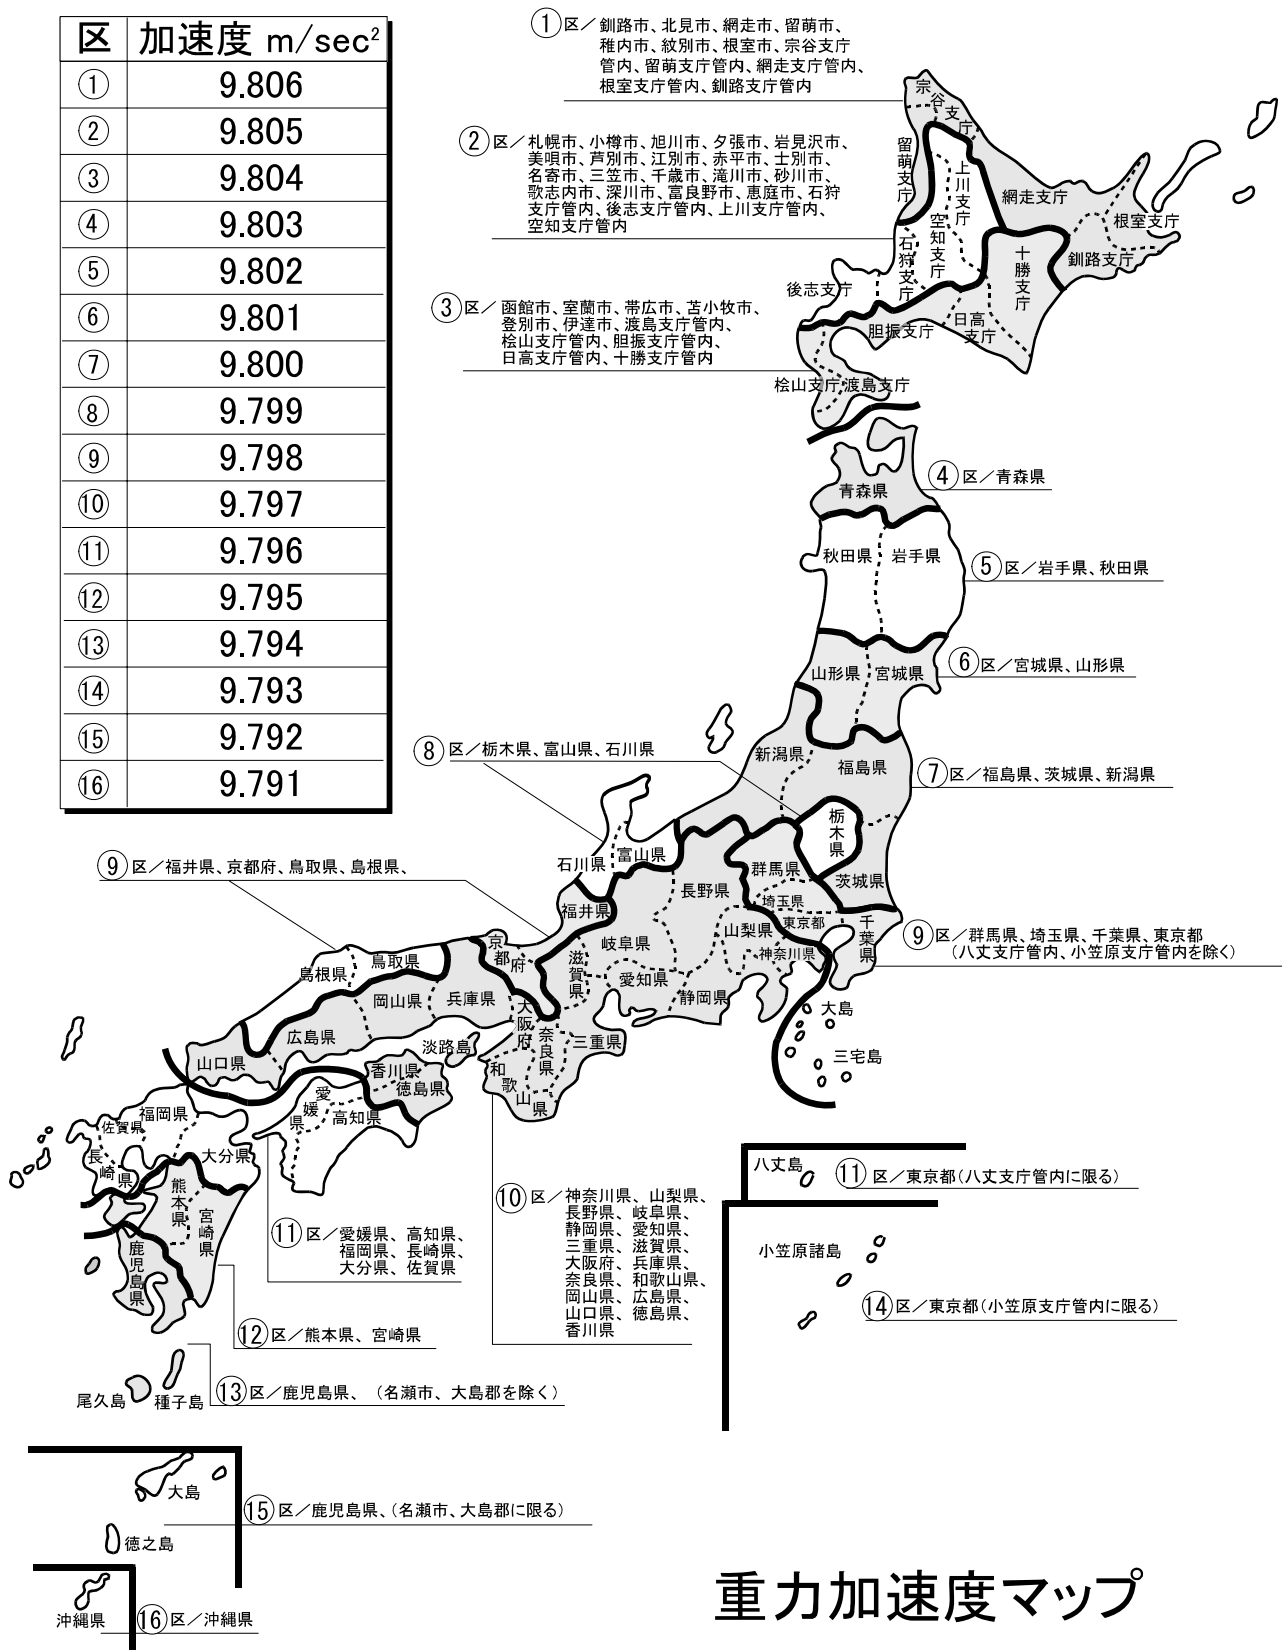 区 加速度 m/sec²
① 9.806
② 9.805
③ 9.804
④ 9.803
⑤ 9.802
⑥ 9.801
⑦ 9.800
⑧ 9.799
⑨ 9.798
⑩ 9.797
⑪ 9.796
⑫ 9.795
⑬ 9.794
⑭ 9.793
⑮ 9.792
⑯ 9.791
①区／釧路市、北見市、網走市、留萌市、
稚内市、紋別市、根室市、宗谷支庁
管内、留萌支庁管内、網走支庁管内、
根室支庁管内、釧路支庁管内
②区／札幌市、小樽市、旭川市、夕張市、岩見沢市、
美唄市、芦別市、江別市、赤平市、士別市、
名寄市、三笠市、千歳市、滝川市、砂川市、
歌志内市、深川市、富良野市、恵庭市、石狩
支庁管内、後志支庁管内、上川支庁管内、
空知支庁管内
③区／函館市、室蘭市、帯広市、苫小牧市、
登別市、伊達市、渡島支庁管内、
桧山支庁管内、胆振支庁管内、
日高支庁管内、十勝支庁管内
宗谷支庁
留萌支庁
上川支庁
網走支庁
根室支庁
釧路支庁
空知支庁
石狩支庁
十勝支庁
後志支庁
胆振支庁
日高支庁
桧山支庁
渡島支庁
④区／青森県
青森県
秋田県
岩手県
⑤区／岩手県、秋田県
山形県
宮城県
⑥区／宮城県、山形県
⑧区／栃木県、富山県、石川県
新潟県
福島県
⑦区／福島県、茨城県、新潟県
栃木県
石川県
富山県
群馬県
茨城県
⑨区／福井県、京都府、鳥取県、島根県、
長野県
埼玉県
福井県
東京都
千葉県
⑨区／群馬県、埼玉県、千葉県、東京都
(八丈支庁管内、小笠原支庁管内を除く)
京都府
岐阜県
山梨県
滋賀県
神奈川県
島根県
鳥取県
愛知県
静岡県
岡山県
兵庫県
大阪府
大島
広島県
淡路島
奈良県
三重県
三宅島
山口県
香川県
徳島県
和歌山県
愛媛県
高知県
福岡県
佐賀県
長崎県
大分県
熊本県
宮崎県
鹿児島県
八丈島
⑪区／東京都(八丈支庁管内に限る)
⑩区／神奈川県、山梨県、
長野県、岐阜県、
静岡県、愛知県、
三重県、滋賀県、
大阪府、兵庫県、
奈良県、和歌山県、
岡山県、広島県、
山口県、徳島県、
香川県
⑪区／愛媛県、高知県、
福岡県、長崎県、
大分県、佐賀県
小笠原諸島
⑭区／東京都(小笠原支庁管内に限る)
⑫区／熊本県、宮崎県
尾久島
種子島
⑬区／鹿児島県、（名瀬市、大島郡を除く）
大島
⑮区／鹿児島県、(名瀬市、大島郡に限る)
徳之島
沖縄県
⑯区／沖縄県
重力加速度マップ